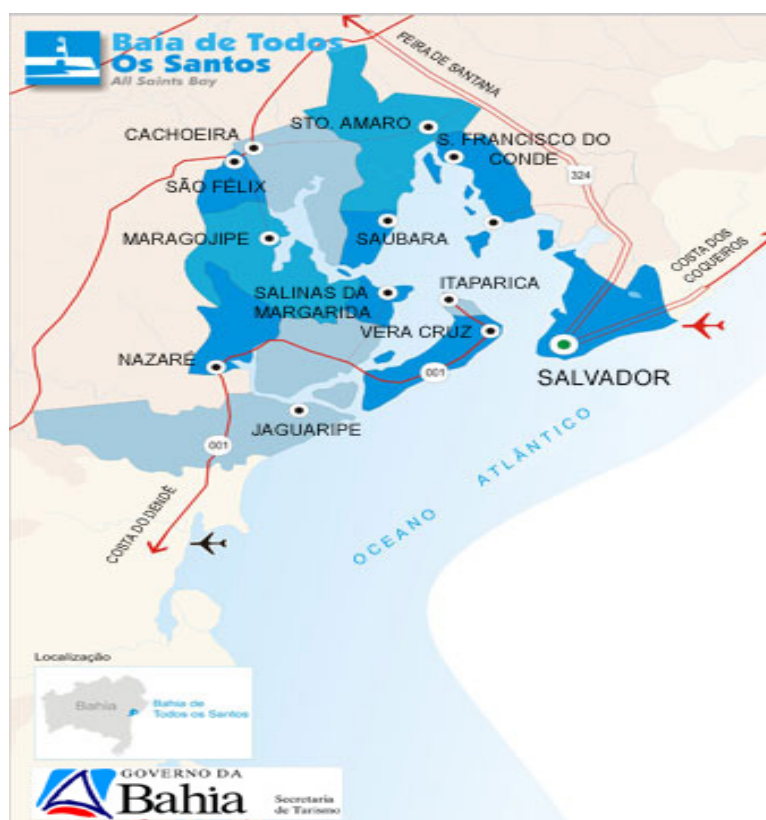 Baía de Todos
Os Santos
All Saints Bay
FEIRA DE SANTANA
STO. AMARO
CACHOEIRA
S. FRANCISCO DO
CONDE
SÃO FÉLIX
324
MARAGOJIPE
SAUBARA
COSTA DOS
COQUEIROS
ITAPARICA
SALINAS DA
MARGARIDA
VERA CRUZ
NAZARÉ
001
SALVADOR
JAGUARIPE
001
OCEANO ATLÂNTICO
COSTA DO DENDÊ
Localização
Bahia
Bahia de
Todos os Santos
GOVERNO DA
Bahia
Secretaria
de Turismo